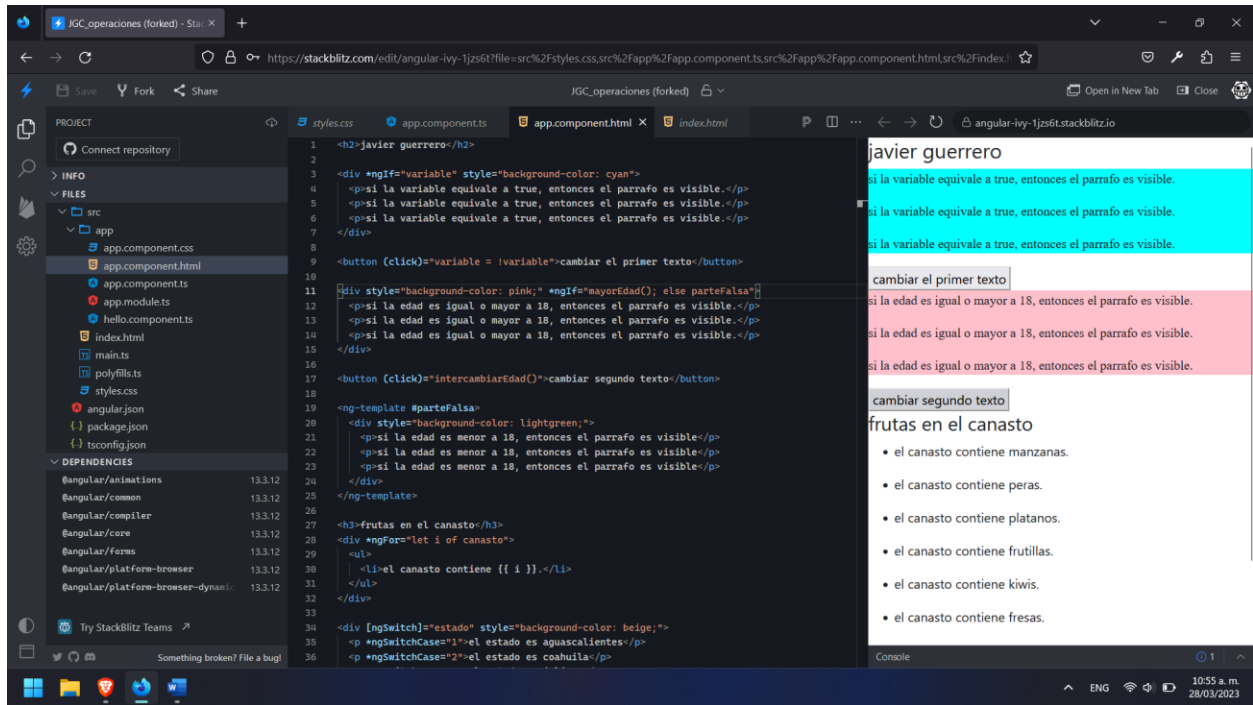 JGC_operaciones (forked) - Sta
https://stackblitz.com/edit/angular-ivy-1jzs6t?file=src%2Fstyles.css,src%2Fapp%2Fapp.component.ts,src%2Fapp%2Fapp.component.html,src%2Findex.h
Save Fork Share JGC_operaciones (forked) Open in New Tab Close
PROJECT
Connect repository
INFO
FILES
src
app
app.component.css
app.component.html
app.component.ts
app.module.ts
hello.component.ts
index.html
TS main.ts
TS polyfills.ts
styles.css
angular.json
{..} package.json
{..} tsconfig.json
DEPENDENCIES
@angular/animations 13.3.12
@angular/common 13.3.12
@angular/compiler 13.3.12
@angular/core 13.3.12
@angular/forms 13.3.12
@angular/platform-browser 13.3.12
@angular/platform-browser-dynamic 13.3.12
Try StackBlitz Teams
Something broken? File a bug!
styles.css app.component.ts app.component.html index.html
1 <h2>javier guerrero</h2>
2
3 <div *ngIf="variable" style="background-color: cyan">
4 <p>si la variable equivale a true, entonces el parrafo es visible.</p>
5 <p>si la variable equivale a true, entonces el parrafo es visible.</p>
6 <p>si la variable equivale a true, entonces el parrafo es visible.</p>
7 </div>
8
9 <button (click)="variable = !variable">cambiar el primer texto</button>
10
11 <div style="background-color: pink;" *ngIf="mayorEdad(); else parteFalsa">
12 <p>si la edad es igual o mayor a 18, entonces el parrafo es visible.</p>
13 <p>si la edad es igual o mayor a 18, entonces el parrafo es visible.</p>
14 <p>si la edad es igual o mayor a 18, entonces el parrafo es visible.</p>
15 </div>
16
17 <button (click)="intercambiarEdad()">cambiar segundo texto</button>
18
19 <ng-template #parteFalsa>
20 <div style="background-color: lightgreen;">
21 <p>si la edad es menor a 18, entonces el parrafo es visible</p>
22 <p>si la edad es menor a 18, entonces el parrafo es visible</p>
23 <p>si la edad es menor a 18, entonces el parrafo es visible</p>
24 </div>
25 </ng-template>
26
27 <h3>frutas en el canasto</h3>
28 <div *ngFor="let i of canasto">
29 <ul>
30 <li>el canasto contiene {{ i }}.</li>
31 </ul>
32 </div>
33
34 <div [ngSwitch]="estado" style="background-color: beige;">
35 <p *ngSwitchCase="1">el estado es aguascalientes</p>
36 <p *ngSwitchCase="2">el estado es coahuila</p>
angular-ivy-1jzs6t.stackblitz.io
javier guerrero
si la variable equivale a true, entonces el parrafo es visible.
si la variable equivale a true, entonces el parrafo es visible.
si la variable equivale a true, entonces el parrafo es visible.
cambiar el primer texto
si la edad es igual o mayor a 18, entonces el parrafo es visible.
si la edad es igual o mayor a 18, entonces el parrafo es visible.
si la edad es igual o mayor a 18, entonces el parrafo es visible.
cambiar segundo texto
frutas en el canasto
• el canasto contiene manzanas.
• el canasto contiene peras.
• el canasto contiene platanos.
• el canasto contiene frutillas.
• el canasto contiene kiwis.
• el canasto contiene fresas.
Console 1
ENG 10:55 a. m.
28/03/2023